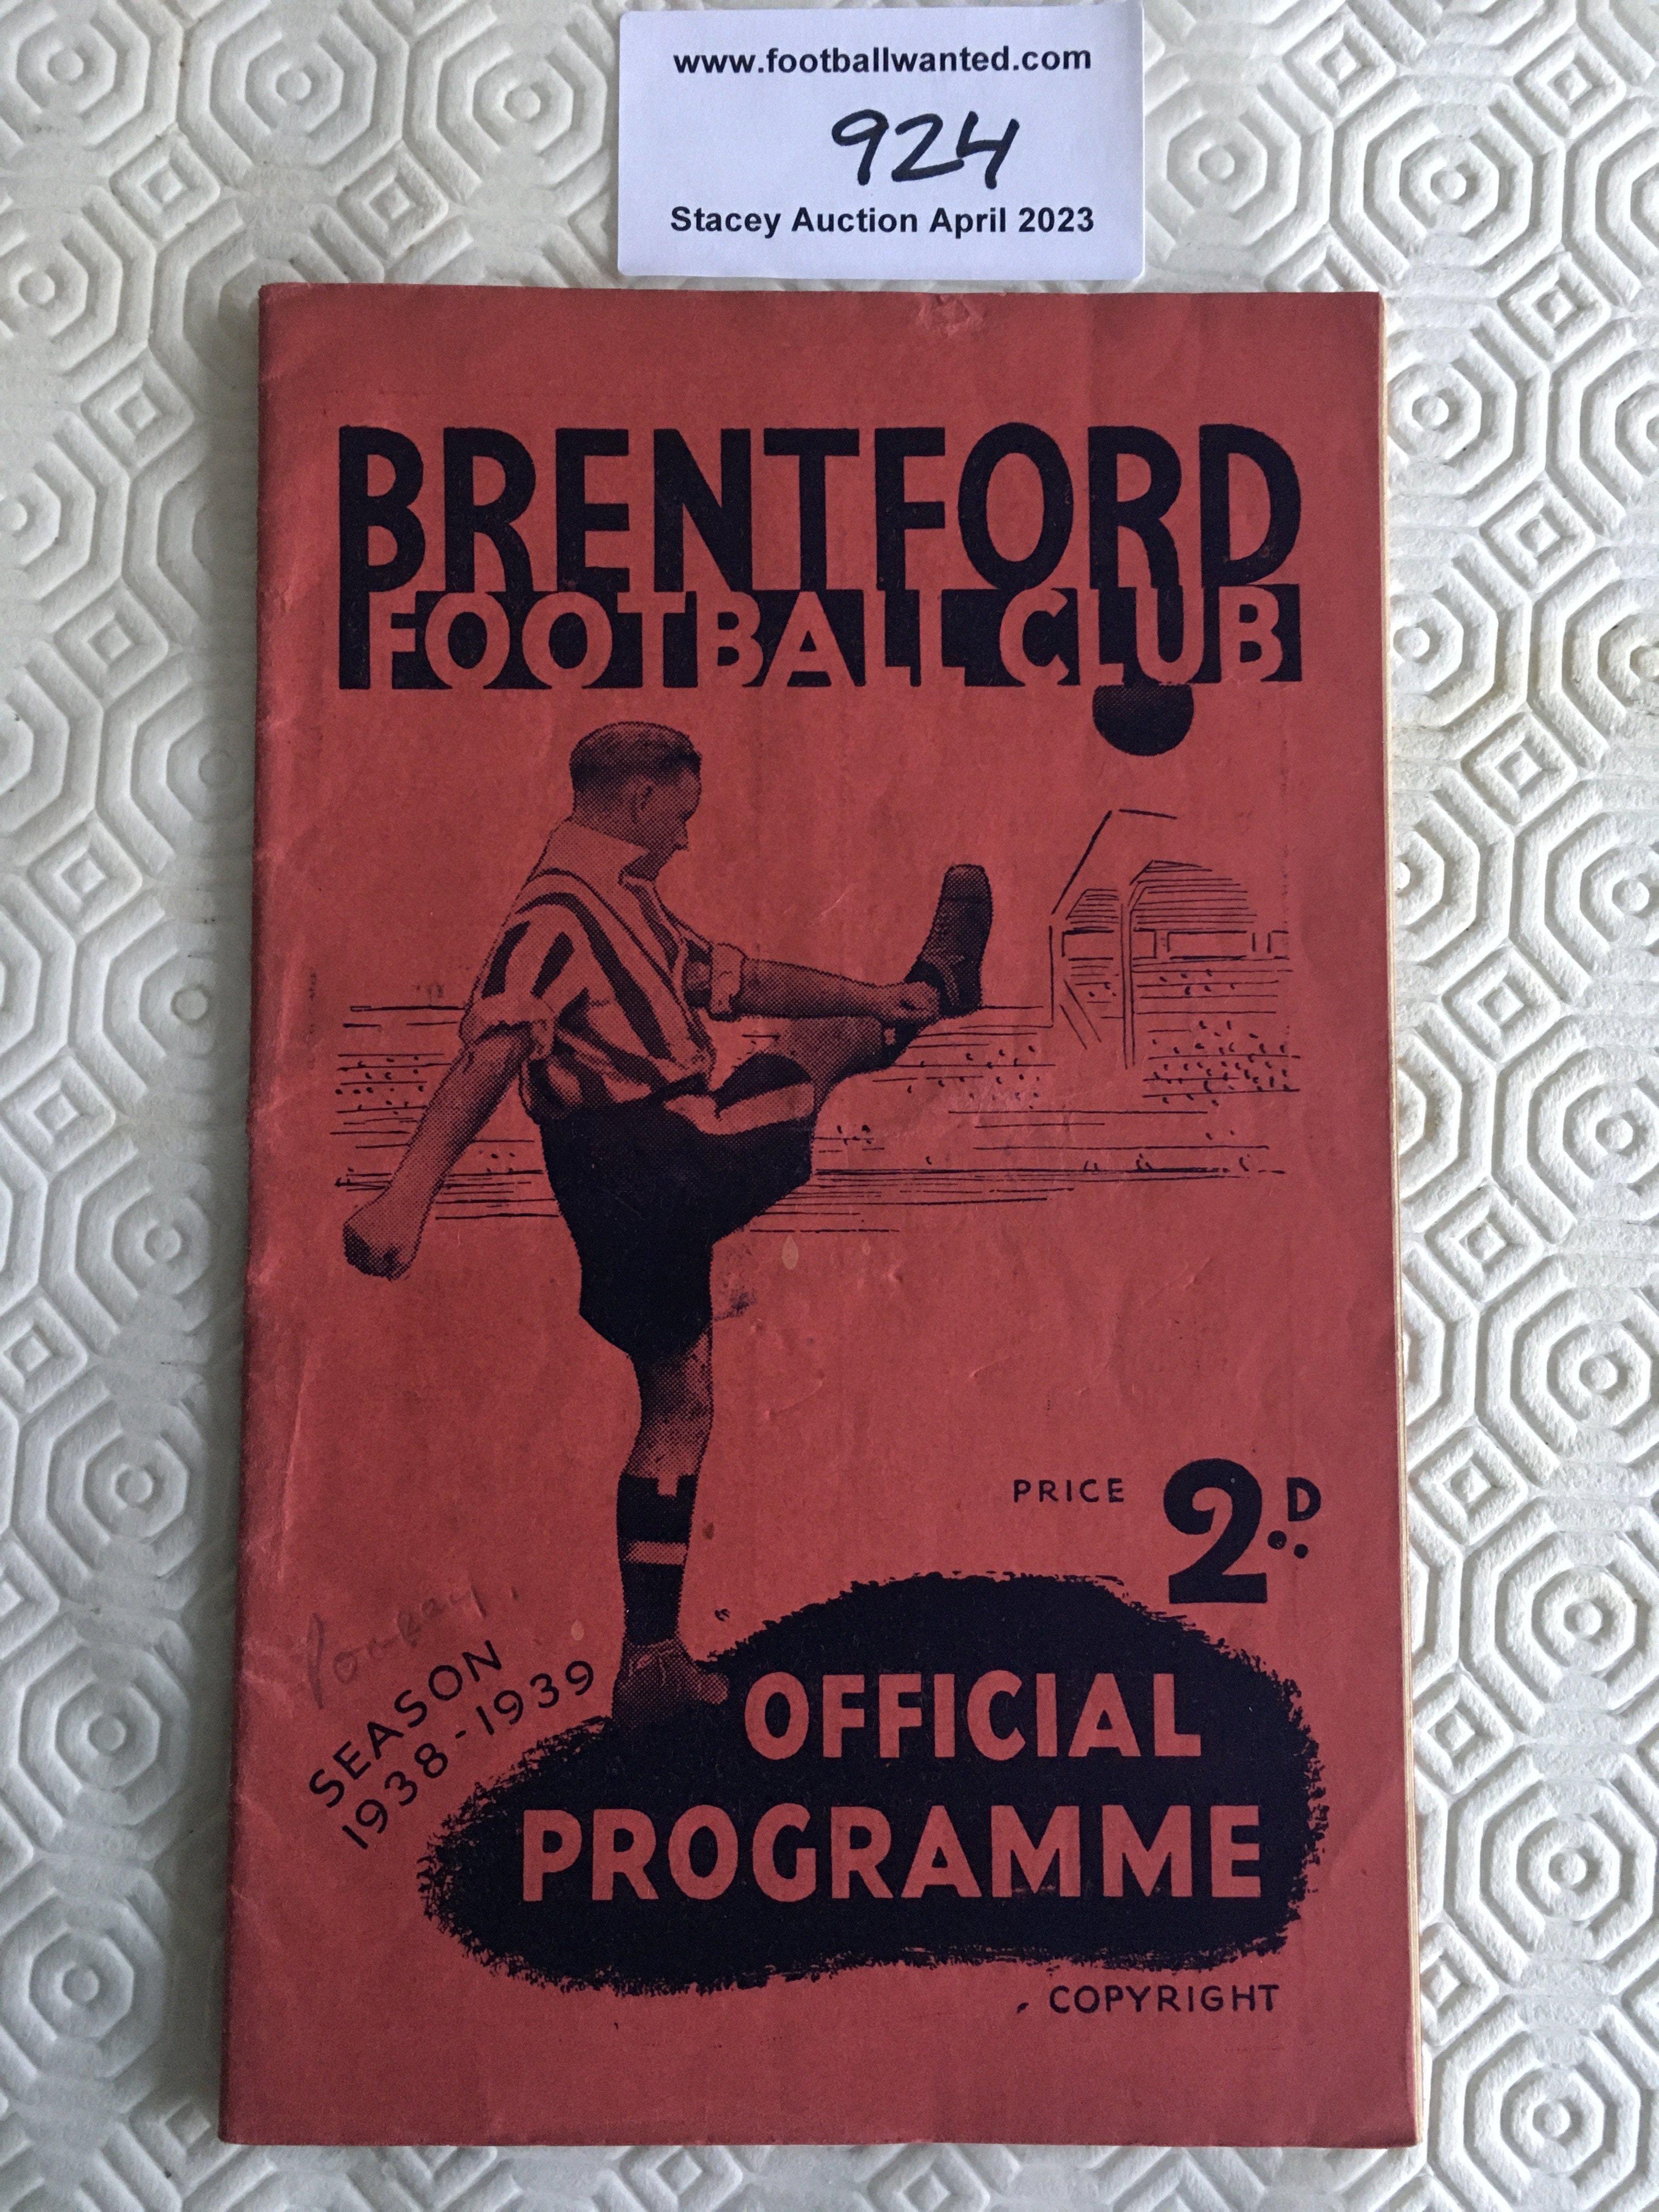 www.footballwanted.com
924
Stacey Auction April 2023
BRENTFORD
FOOTBALL CLUB
PRICE 2D.
SEASON
1938-1939
OFFICIAL
PROGRAMME
COPYRIGHT